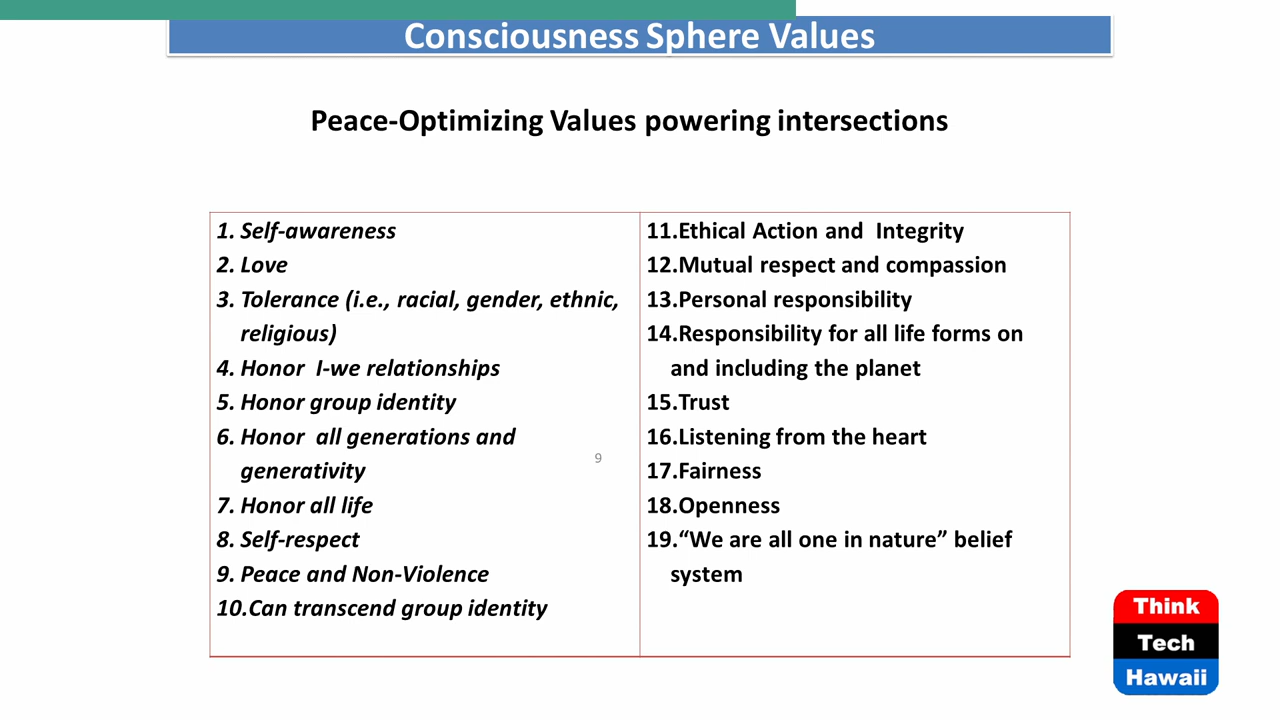 Consciousness Sphere Values
Peace-Optimizing Values powering intersections
1. Self-awareness
2. Love
3. Tolerance (i.e., racial, gender, ethnic,
religious)
4. Honor  I-we relationships
5. Honor group identity
6. Honor  all generations and
generativity
7. Honor all life
8. Self-respect
9. Peace and Non-Violence
10.Can transcend group identity
9
11.Ethical Action and  Integrity
12.Mutual respect and compassion
13.Personal responsibility
14.Responsibility for all life forms on
and including the planet
15.Trust
16.Listening from the heart
17.Fairness
18.Openness
19.“We are all one in nature” belief
system
Think
Tech
Hawaii